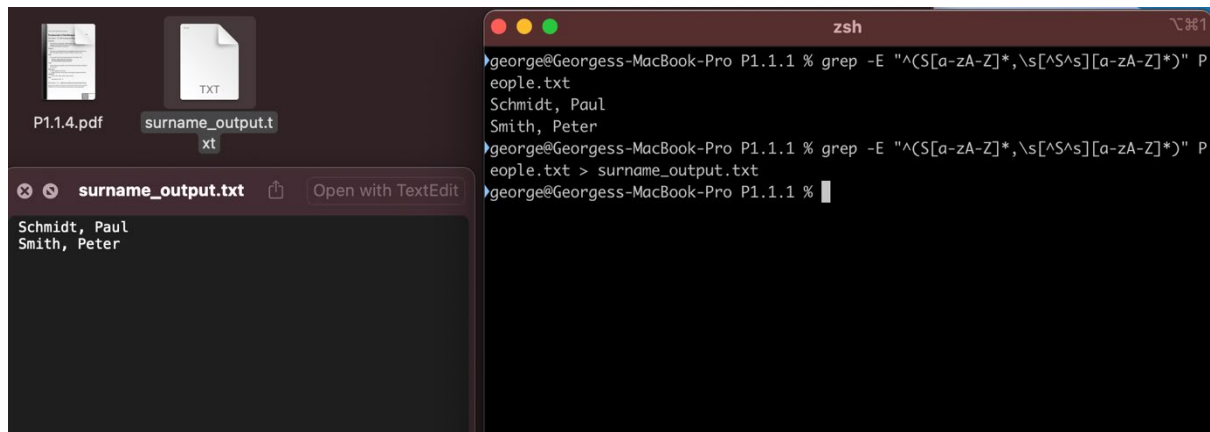 TXT
P1.1.4.pdf
surname_output.t
xt
surname_output.txt
Open with TextEdit
Schmidt, Paul
Smith, Peter
zsh
⌥⌘1
george@Georgess-MacBook-Pro P1.1.1 % grep -E "^(S[a-zA-Z]*,\s[^S^s][a-zA-Z]*)" P
eople.txt
Schmidt, Paul
Smith, Peter
george@Georgess-MacBook-Pro P1.1.1 % grep -E "^(S[a-zA-Z]*,\s[^S^s][a-zA-Z]*)" P
eople.txt > surname_output.txt
george@Georgess-MacBook-Pro P1.1.1 %